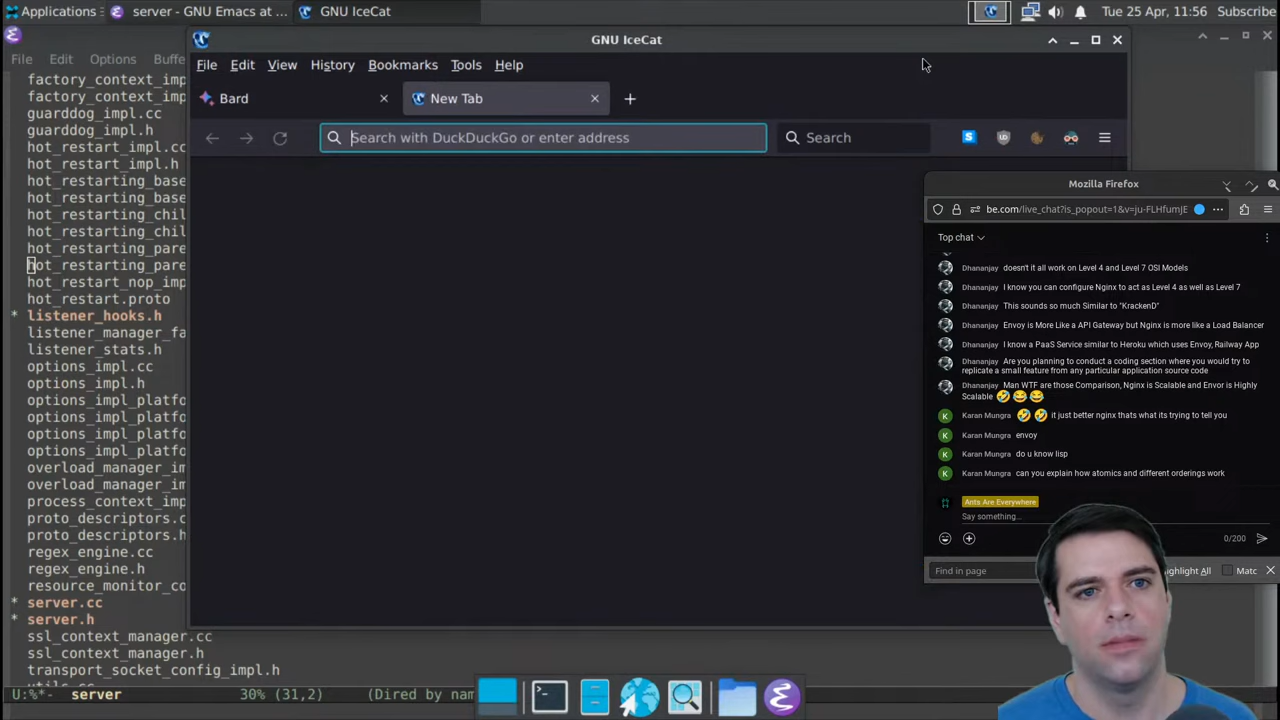 Applications
server - GNU Emacs at ...
GNU IceCat
Tue 25 Apr, 11:56
Subscribe
GNU IceCat
File Edit Options Buffe
File Edit View History Bookmarks Tools Help
Bard
New Tab
Search with DuckDuckGo or enter address
Search
factory_context_imp
factory_context_imp
guarddog_impl.cc
guarddog_impl.h
hot_restart_impl.cc
hot_restart_impl.h
hot_restarting_base
hot_restarting_base
hot_restarting_chil
hot_restarting_chil
hot_restarting_pare
hot_restarting_pare
hot_restart_nop_imp
hot_restart.proto
* listener_hooks.h
listener_manager_fa
listener_stats.h
options_impl.cc
options_impl.h
options_impl_platfo
options_impl_platfo
options_impl_platfo
options_impl_platfo
overload_manager_im
overload_manager_im
process_context_imp
proto_descriptors.c
proto_descriptors.h
regex_engine.cc
regex_engine.h
resource_monitor_co
* server.cc
* server.h
ssl_context_manager.cc
ssl_context_manager.h
transport_socket_config_impl.h
U:%*- server 30% (31,2) (Dired by nam
Mozilla Firefox
be.com/live_chat?is_popout=1&v=ju-FLHfumJE
Top chat
Dhananjay doesn't it all work on Level 4 and Level 7 OSI Models
Dhananjay I know you can configure Nginx to act as Level 4 as well as Level 7
Dhananjay This sounds so much Similar to "KrackenD"
Dhananjay Envoy is More Like a API Gateway but Nginx is more like a Load Balancer
Dhananjay I know a PaaS Service similar to Heroku which uses Envoy, Railway App
Dhananjay Are you planning to conduct a coding section where you would try to
replicate a small feature from any particular application source code
Dhananjay Man WTF are those Comparison, Nginx is Scalable and Envor is Highly
Scalable 🤣 😂 😂
K Karan Mungra 🤣 🤣 it just better nginx thats what its trying to tell you
K Karan Mungra envoy
K Karan Mungra do u know lisp
K Karan Mungra can you explain how atomics and different orderings work
Ants Are Everywhere
Say something...
0/200
Find in page
ighlight All
Matc